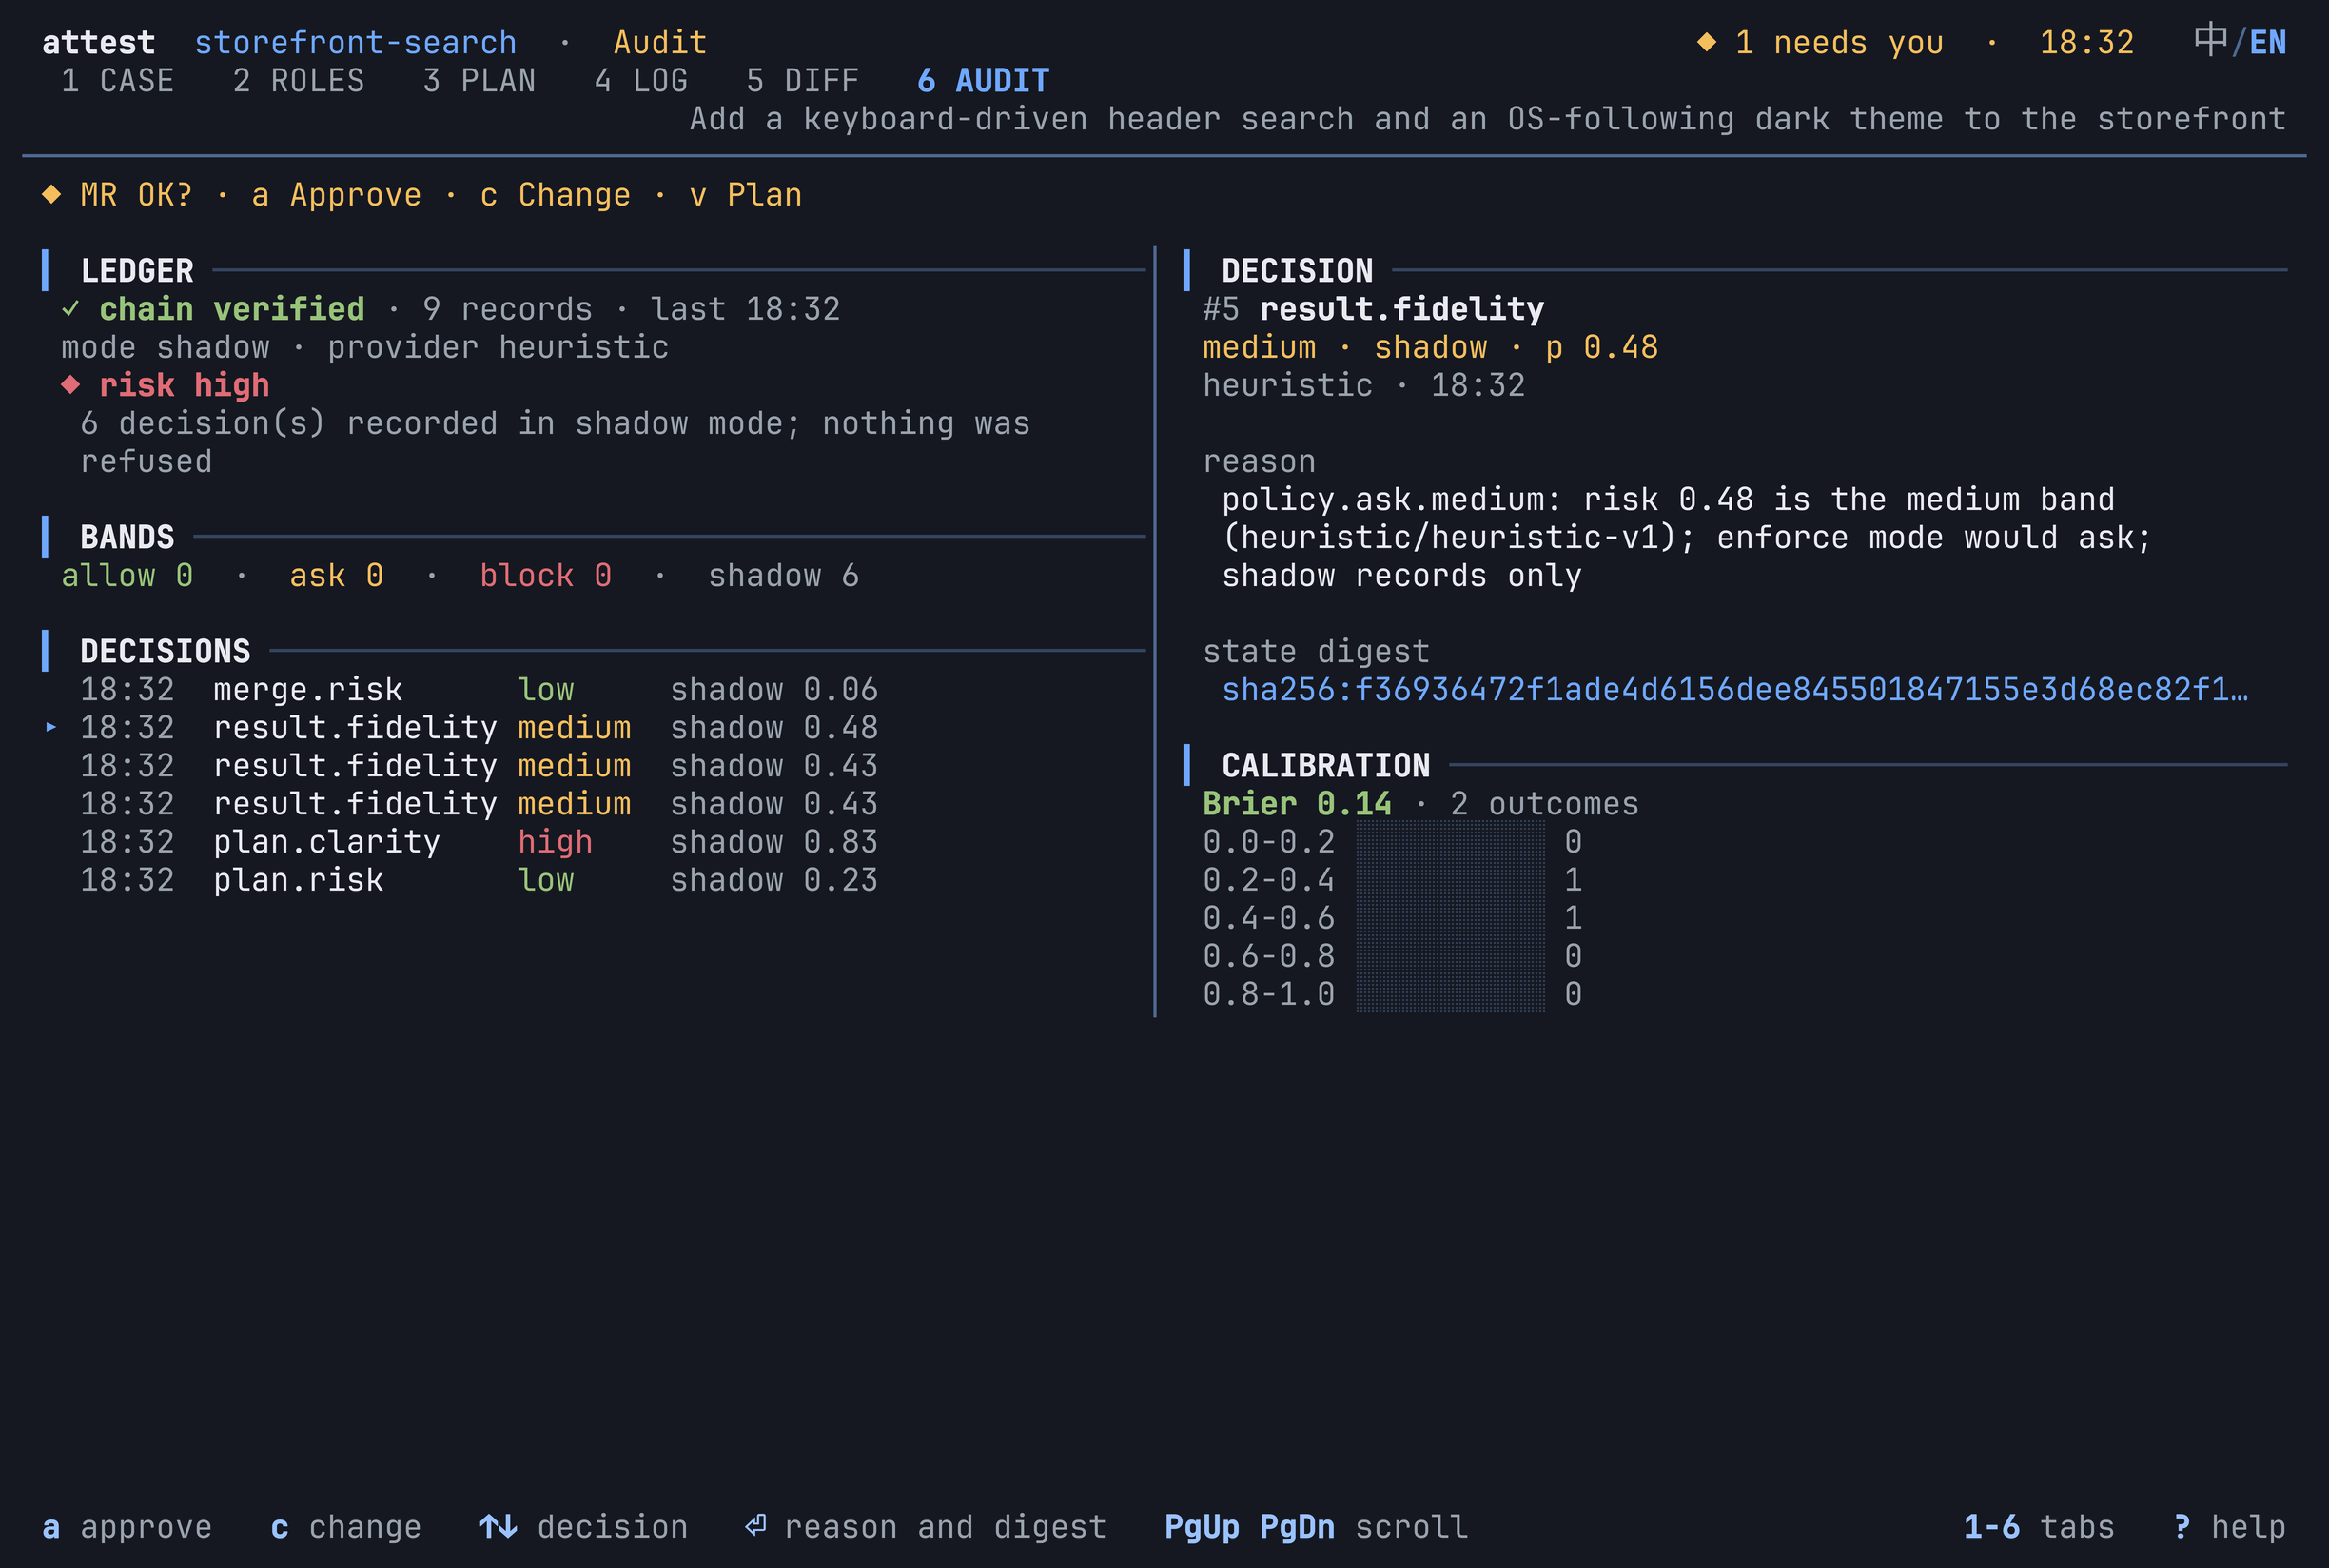 attest storefront-search · Audit ◆ 1 needs you · 18:32 中/EN
1 CASE 2 ROLES 3 PLAN 4 LOG 5 DIFF 6 AUDIT
Add a keyboard-driven header search and an OS-following dark theme to the storefront
◆ MR OK? · a Approve · c Change · v Plan
LEDGER
✓ chain verified · 9 records · last 18:32
mode shadow · provider heuristic
◆ risk high
6 decision(s) recorded in shadow mode; nothing was
refused
BANDS
allow 0 · ask 0 · block 0 · shadow 6
DECISIONS
18:32 merge.risk low shadow 0.06
▸ 18:32 result.fidelity medium shadow 0.48
18:32 result.fidelity medium shadow 0.43
18:32 result.fidelity medium shadow 0.43
18:32 plan.clarity high shadow 0.83
18:32 plan.risk low shadow 0.23
DECISION
#5 result.fidelity
medium · shadow · p 0.48
heuristic · 18:32
reason
policy.ask.medium: risk 0.48 is the medium band
(heuristic/heuristic-v1); enforce mode would ask;
shadow records only
state digest
sha256:f36936472f1ade4d6156dee845501847155e3d68ec82f1…
CALIBRATION
Brier 0.14 · 2 outcomes
0.0-0.2 0
0.2-0.4 1
0.4-0.6 1
0.6-0.8 0
0.8-1.0 0
a approve c change ↑↓ decision ⏎ reason and digest PgUp PgDn scroll 1-6 tabs ? help